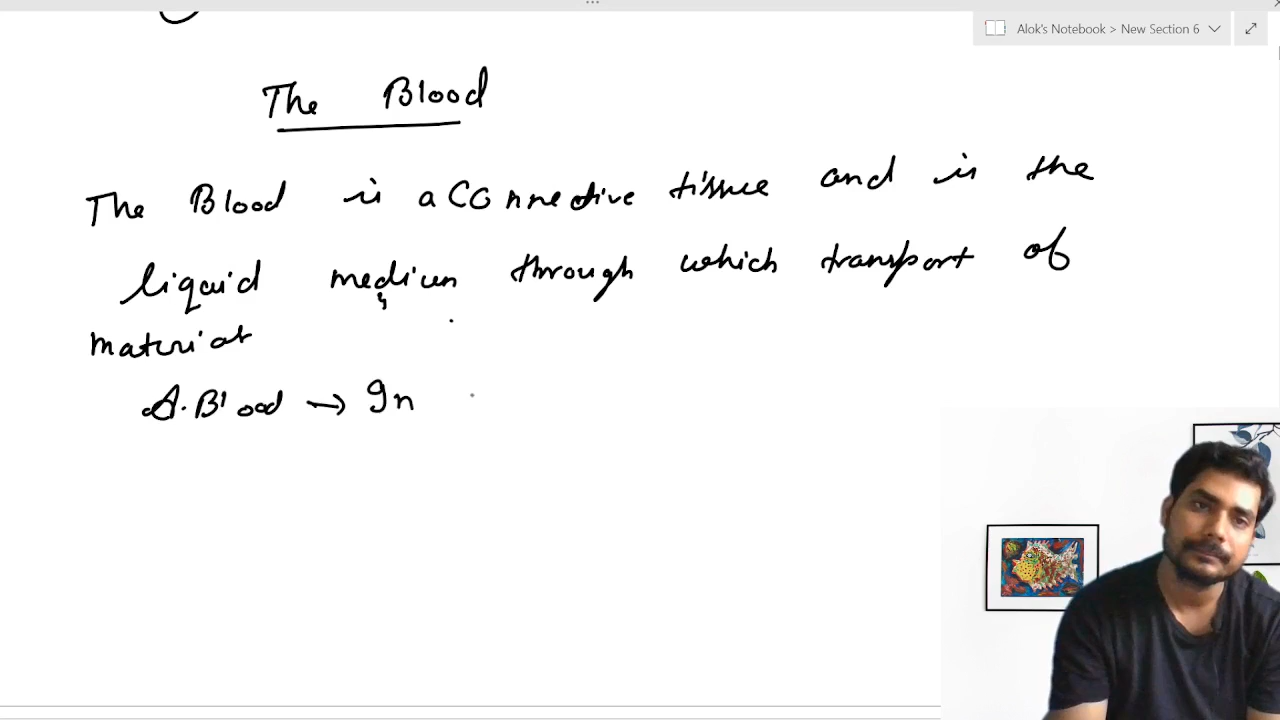 Alok's Notebook > New Section 6
The Blood
The Blood is a Connective tissue and is the
liquid medium through which transport of
material
A. Blood → In